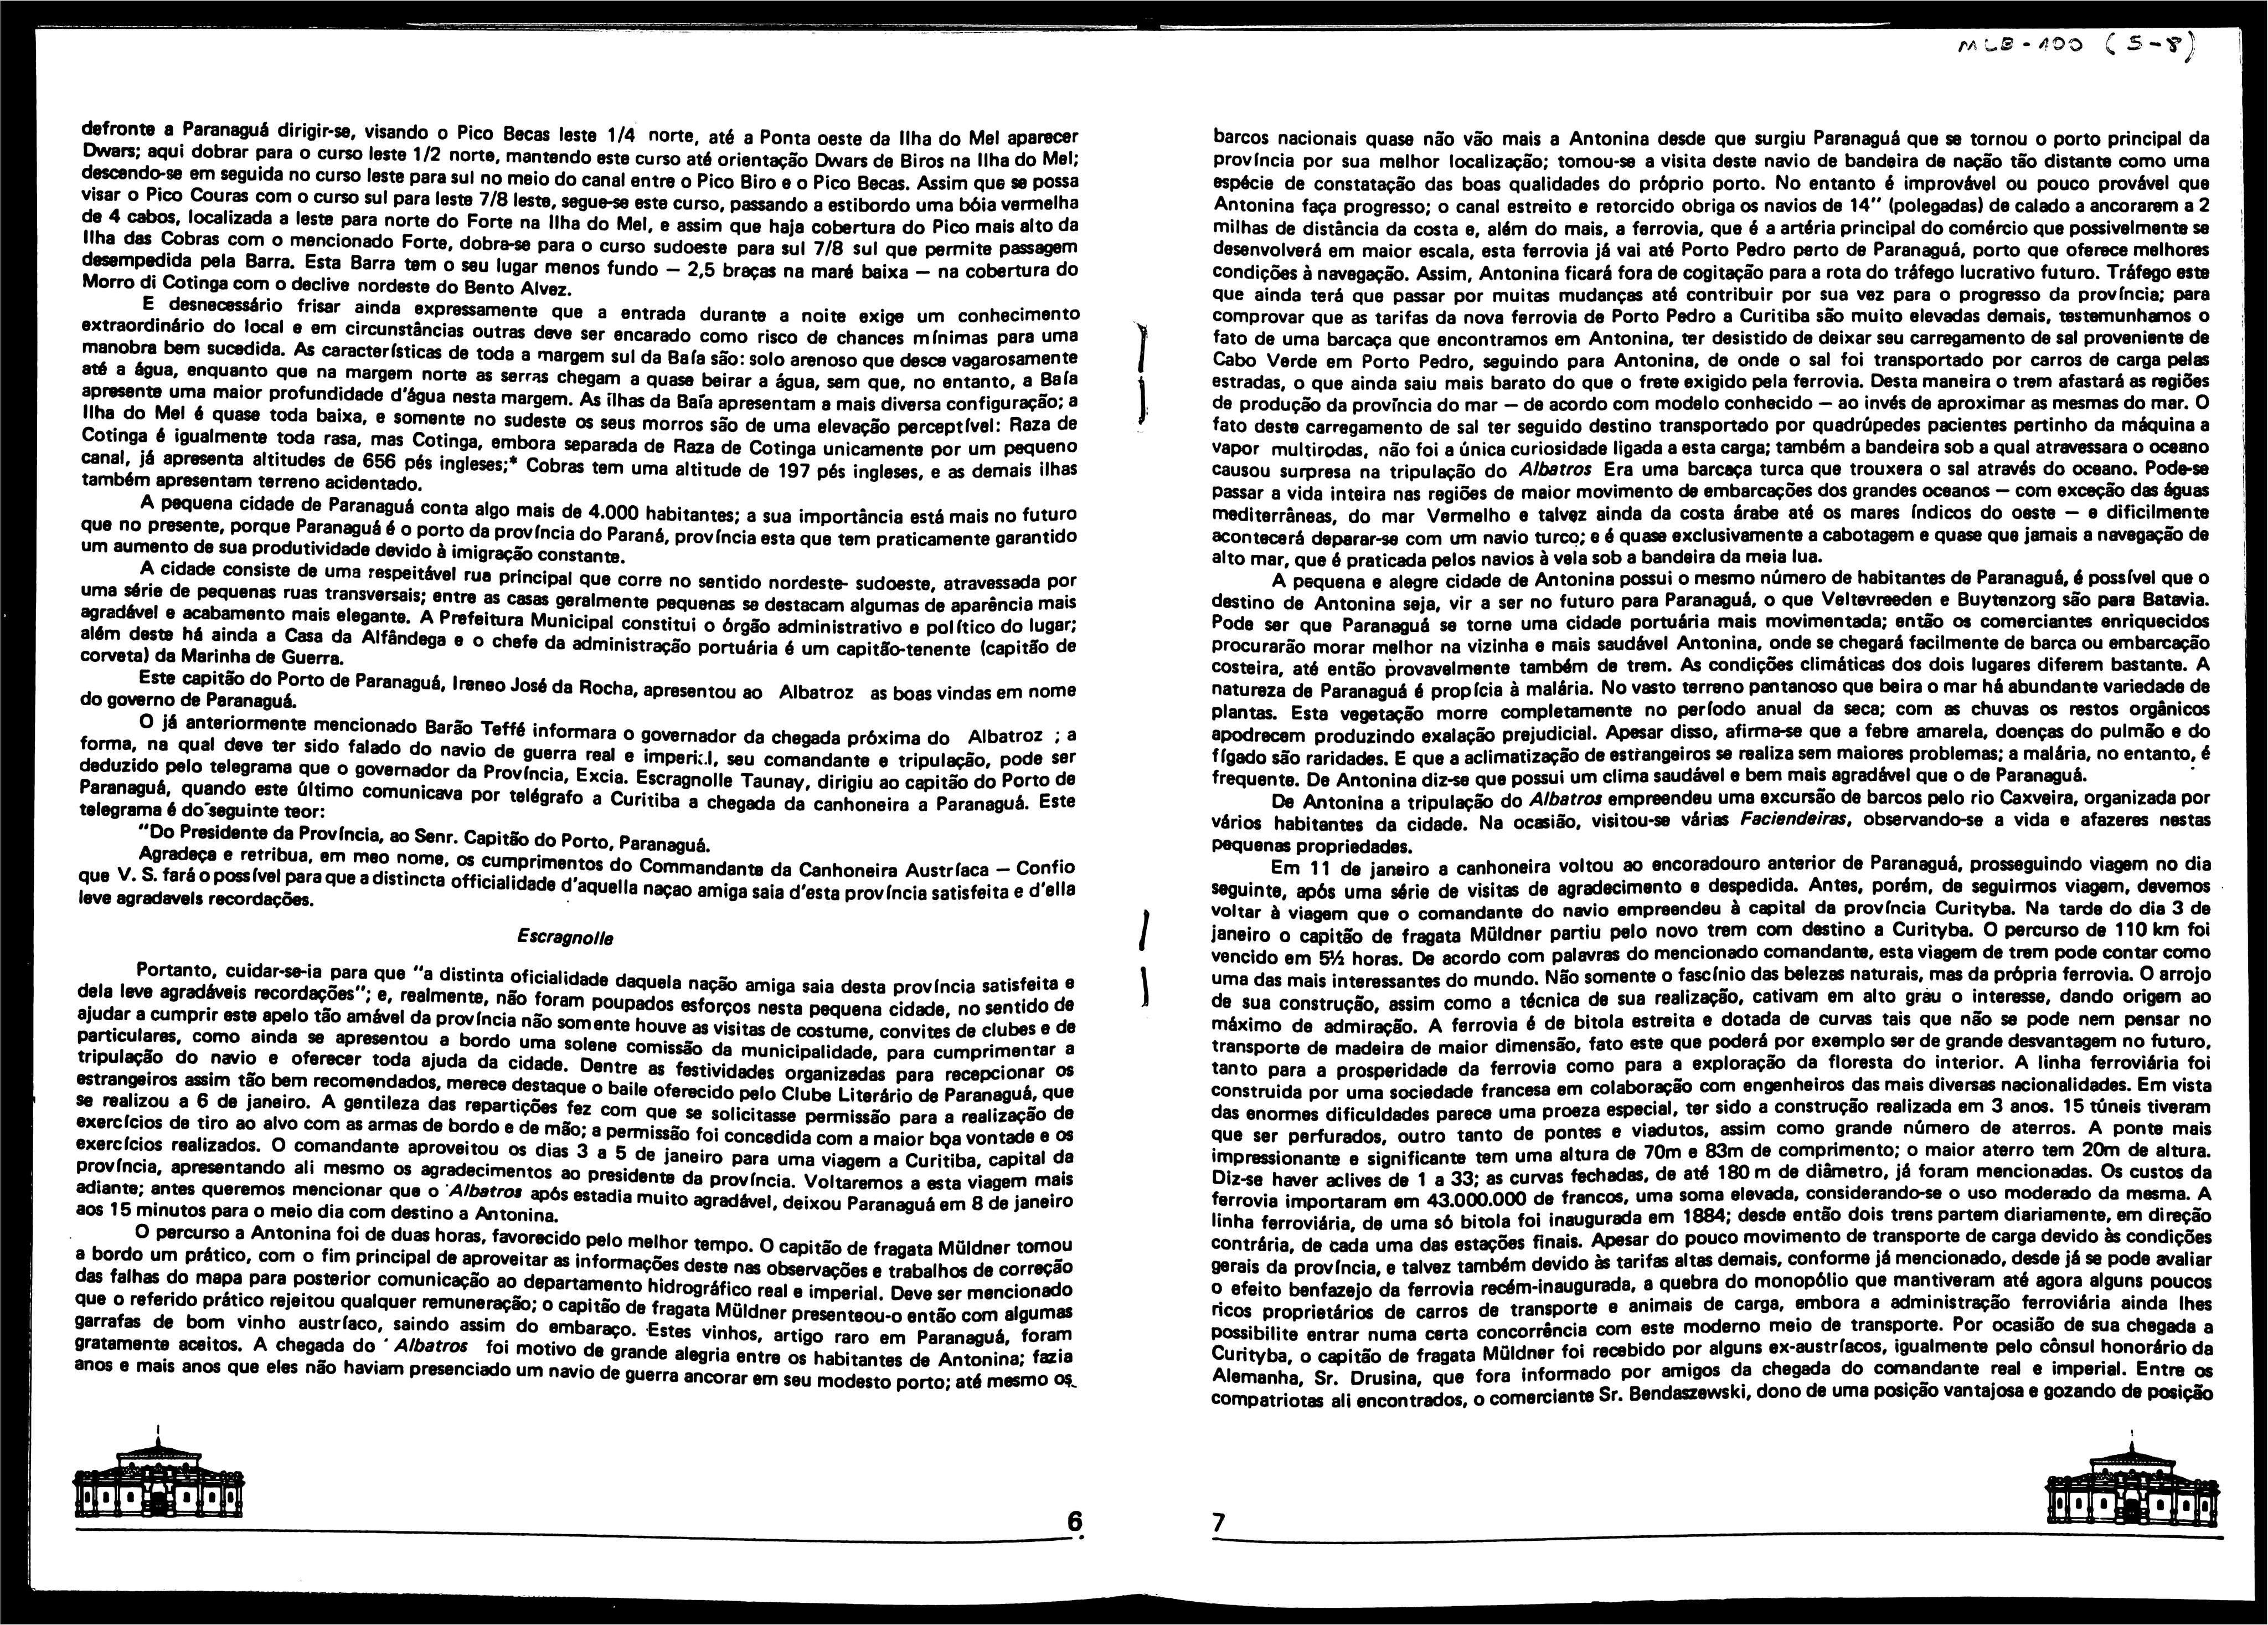 MLB-100 (5-8)
defronte a Paranaguá dirigir-se, visando o Pico Becas leste 1/4 norte, até a Ponta oeste da Ilha do Mel aparecer
Dwars; aqui dobrar para o curso leste 1/2 norte, mantendo este curso até orientação Dwars de Biros na Ilha do Mel;
descendo-se em seguida no curso leste para sul no meio do canal entre o Pico Biro e o Pico Becas. Assim que se possa
visar o Pico Couras com o curso sul para leste 7/8 leste, segue-se este curso, passando a estibordo uma bóia vermelha
de 4 cabos, localizada a leste para norte do Forte na Ilha do Mel, e assim que haja cobertura do Pico mais alto da
Ilha das Cobras com o mencionado Forte, dobra-se para o curso sudoeste para sul 7/8 sul que permite passagem
desempedida pela Barra. Esta Barra tem o seu lugar menos fundo — 2,5 braças na maré baixa — na cobertura do
Morro di Cotinga com o declive nordeste do Bento Alvez.
E desnecessário frisar ainda expressamente que a entrada durante a noite exige um conhecimento
extraordinário do local e em circunstâncias outras deve ser encarado como risco de chances mínimas para uma
manobra bem sucedida. As características de toda a margem sul da Baía são: solo arenoso que desce vagarosamente
até a água, enquanto que na margem norte as serras chegam a quase beirar a água, sem que, no entanto, a Baía
apresente uma maior profundidade d'água nesta margem. As ilhas da Baía apresentam a mais diversa configuração; a
Ilha do Mel é quase toda baixa, e somente no sudeste os seus morros são de uma elevação perceptível: Raza de
Cotinga é igualmente toda rasa, mas Cotinga, embora separada de Raza de Cotinga unicamente por um pequeno
canal, já apresenta altitudes de 656 pés ingleses;* Cobras tem uma altitude de 197 pés ingleses, e as demais ilhas
também apresentam terreno acidentado.
A pequena cidade de Paranaguá conta algo mais de 4.000 habitantes; a sua importância está mais no futuro
que no presente, porque Paranaguá é o porto da província do Paraná, província esta que tem praticamente garantido
um aumento de sua produtividade devido à imigração constante.
A cidade consiste de uma respeitável rua principal que corre no sentido nordeste- sudoeste, atravessada por
uma série de pequenas ruas transversais; entre as casas geralmente pequenas se destacam algumas de aparência mais
agradável e acabamento mais elegante. A Prefeitura Municipal constitui o órgão administrativo e político do lugar;
além deste há ainda a Casa da Alfândega e o chefe da administração portuária é um capitão-tenente (capitão de
corveta) da Marinha de Guerra.
Este capitão do Porto de Paranaguá, Ireneo José da Rocha, apresentou ao Albatroz as boas vindas em nome
do governo de Paranaguá.
O já anteriormente mencionado Barão Teffé informara o governador da chegada próxima do Albatroz ; a
forma, na qual deve ter sido falado do navio de guerra real e imperial, seu comandante e tripulação, pode ser
deduzido pelo telegrama que o governador da Província, Excia. Escragnolle Taunay, dirigiu ao capitão do Porto de
Paranaguá, quando este último comunicava por telégrafo a Curitiba a chegada da canhoneira a Paranaguá. Este
telegrama é do seguinte teor:
"Do Presidente da Província, ao Senr. Capitão do Porto, Paranaguá.
Agradeça e retribua, em meo nome, os cumprimentos do Commandante da Canhoneira Austríaca — Confio
que V. S. fará o possível para que a distincta officialidade d'aquella naçao amiga saia d'esta província satisfeita e d'ella
leve agradavels recordações.
Escragnolle
Portanto, cuidar-se-ia para que "a distinta oficialidade daquela nação amiga saia desta província satisfeita e
dela leve agradáveis recordações"; e, realmente, não foram poupados esforços nesta pequena cidade, no sentido de
ajudar a cumprir este apelo tão amável da província não somente houve as visitas de costume, convites de clubes e de
particulares, como ainda se apresentou a bordo uma solene comissão da municipalidade, para cumprimentar a
tripulação do navio e oferecer toda ajuda da cidade. Dentre as festividades organizadas para recepcionar os
estrangeiros assim tão bem recomendados, merece destaque o baile oferecido pelo Clube Literário de Paranaguá, que
se realizou a 6 de janeiro. A gentileza das repartições fez com que se solicitasse permissão para a realização de
exercícios de tiro ao alvo com as armas de bordo e de mão; a permissão foi concedida com a maior boa vontade e os
exercícios realizados. O comandante aproveitou os dias 3 a 5 de janeiro para uma viagem a Curitiba, capital da
província, apresentando ali mesmo os agradecimentos ao presidente da província. Voltaremos a esta viagem mais
adiante; antes queremos mencionar que o Albatros após estadia muito agradável, deixou Paranaguá em 8 de janeiro
aos 15 minutos para o meio dia com destino a Antonina.
O percurso a Antonina foi de duas horas, favorecido pelo melhor tempo. O capitão de fragata Müldner tomou
a bordo um prático, com o fim principal de aproveitar as informações deste nas observações e trabalhos de correção
das falhas do mapa para posterior comunicação ao departamento hidrográfico real e imperial. Deve ser mencionado
que o referido prático rejeitou qualquer remuneração; o capitão de fragata Müldner presenteou-o então com algumas
garrafas de bom vinho austríaco, saindo assim do embaraço. Estes vinhos, artigo raro em Paranaguá, foram
gratamente aceitos. A chegada do Albatros foi motivo de grande alegria entre os habitantes de Antonina; fazia
anos e mais anos que eles não haviam presenciado um navio de guerra ancorar em seu modesto porto; até mesmo os
6
barcos nacionais quase não vão mais a Antonina desde que surgiu Paranaguá que se tornou o porto principal da
província por sua melhor localização; tomou-se a visita deste navio de bandeira de nação tão distante como uma
espécie de constatação das boas qualidades do próprio porto. No entanto é improvável ou pouco provável que
Antonina faça progresso; o canal estreito e retorcido obriga os navios de 14" (polegadas) de calado a ancorarem a 2
milhas de distância da costa e, além do mais, a ferrovia, que é a artéria principal do comércio que possivelmente se
desenvolverá em maior escala, esta ferrovia já vai até Porto Pedro perto de Paranaguá, porto que oferece melhores
condições à navegação. Assim, Antonina ficará fora de cogitação para a rota do tráfego lucrativo futuro. Tráfego este
que ainda terá que passar por muitas mudanças até contribuir por sua vez para o progresso da província; para
comprovar que as tarifas da nova ferrovia de Porto Pedro a Curitiba são muito elevadas demais, testemunhamos o
fato de uma barcaça que encontramos em Antonina, ter desistido de deixar seu carregamento de sal proveniente de
Cabo Verde em Porto Pedro, seguindo para Antonina, de onde o sal foi transportado por carros de carga pelas
estradas, o que ainda saiu mais barato do que o frete exigido pela ferrovia. Desta maneira o trem afastará as regiões
de produção da província do mar — de acordo com modelo conhecido — ao invés de aproximar as mesmas do mar. O
fato deste carregamento de sal ter seguido destino transportado por quadrúpedes pacientes pertinho da máquina a
vapor multirodas, não foi a única curiosidade ligada a esta carga; também a bandeira sob a qual atravessara o oceano
causou surpresa na tripulação do Albatros Era uma barcaça turca que trouxera o sal através do oceano. Pode-se
passar a vida inteira nas regiões de maior movimento de embarcações dos grandes oceanos — com exceção das águas
mediterrâneas, do mar Vermelho e talvez ainda da costa árabe até os mares índicos do oeste — e dificilmente
acontecerá deparar-se com um navio turco; e é quase exclusivamente a cabotagem e quase que jamais a navegação de
alto mar, que é praticada pelos navios à vela sob a bandeira da meia lua.
A pequena e alegre cidade de Antonina possui o mesmo número de habitantes de Paranaguá, é possível que o
destino de Antonina seja, vir a ser no futuro para Paranaguá, o que Veltevreeden e Buytenzorg são para Batavia.
Pode ser que Paranaguá se torne uma cidade portuária mais movimentada; então os comerciantes enriquecidos
procurarão morar melhor na vizinha e mais saudável Antonina, onde se chegará facilmente de barca ou embarcação
costeira, até então provavelmente também de trem. As condições climáticas dos dois lugares diferem bastante. A
natureza de Paranaguá é propícia à malária. No vasto terreno pantanoso que beira o mar há abundante variedade de
plantas. Esta vegetação morre completamente no período anual da seca; com as chuvas os restos orgânicos
apodrecem produzindo exalação prejudicial. Apesar disso, afirma-se que a febre amarela, doenças do pulmão e do
fígado são raridades. E que a aclimatização de estrangeiros se realiza sem maiores problemas; a malária, no entanto, é
frequente. De Antonina diz-se que possui um clima saudável e bem mais agradável que o de Paranaguá.
De Antonina a tripulação do Albatros empreendeu uma excursão de barcos pelo rio Caxveira, organizada por
vários habitantes da cidade. Na ocasião, visitou-se várias Faciendeiras, observando-se a vida e afazeres nestas
pequenas propriedades.
Em 11 de janeiro a canhoneira voltou ao encoradouro anterior de Paranaguá, prosseguindo viagem no dia
seguinte, após uma série de visitas de agradecimento e despedida. Antes, porém, de seguirmos viagem, devemos
voltar à viagem que o comandante do navio empreendeu à capital da província Curityba. Na tarde do dia 3 de
janeiro o capitão de fragata Müldner partiu pelo novo trem com destino a Curityba. O percurso de 110 km foi
vencido em 5½ horas. De acordo com palavras do mencionado comandante, esta viagem de trem pode contar como
uma das mais interessantes do mundo. Não somente o fascínio das belezas naturais, mas da própria ferrovia. O arrojo
de sua construção, assim como a técnica de sua realização, cativam em alto grau o interesse, dando origem ao
máximo de admiração. A ferrovia é de bitola estreita e dotada de curvas tais que não se pode nem pensar no
transporte de madeira de maior dimensão, fato este que poderá por exemplo ser de grande desvantagem no futuro,
tanto para a prosperidade da ferrovia como para a exploração da floresta do interior. A linha ferroviária foi
construida por uma sociedade francesa em colaboração com engenheiros das mais diversas nacionalidades. Em vista
das enormes dificuldades parece uma proeza especial, ter sido a construção realizada em 3 anos. 15 túneis tiveram
que ser perfurados, outro tanto de pontes e viadutos, assim como grande número de aterros. A ponte mais
impressionante e significante tem uma altura de 70m e 83m de comprimento; o maior aterro tem 20m de altura.
Diz-se haver aclives de 1 a 33; as curvas fechadas, de até 180 m de diâmetro, já foram mencionadas. Os custos da
ferrovia importaram em 43.000.000 de francos, uma soma elevada, considerando-se o uso moderado da mesma. A
linha ferroviária, de uma só bitola foi inaugurada em 1884; desde então dois trens partem diariamente, em direção
contrária, de cada uma das estações finais. Apesar do pouco movimento de transporte de carga devido às condições
gerais da província, e talvez também devido às tarifas altas demais, conforme já mencionado, desde já se pode avaliar
o efeito benfazejo da ferrovia recém-inaugurada, a quebra do monopólio que mantiveram até agora alguns poucos
ricos proprietários de carros de transporte e animais de carga, embora a administração ferroviária ainda lhes
possibilite entrar numa certa concorrência com este moderno meio de transporte. Por ocasião de sua chegada a
Curityba, o capitão de fragata Müldner foi recebido por alguns ex-austríacos, igualmente pelo cônsul honorário da
Alemanha, Sr. Drusina, que fora informado por amigos da chegada do comandante real e imperial. Entre os
compatriotas ali encontrados, o comerciante Sr. Bendaszewski, dono de uma posição vantajosa e gozando de posição
7